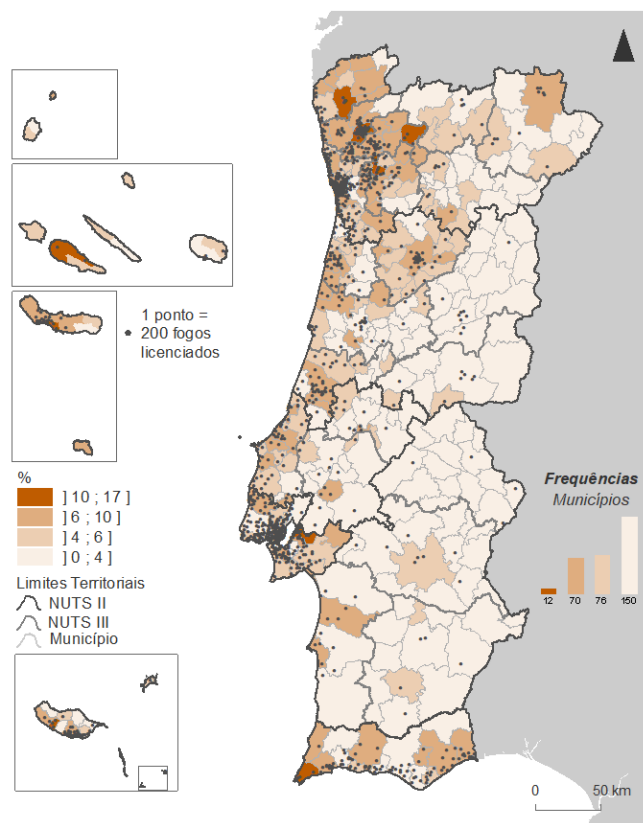 1 ponto =
200 fogos
licenciados
%
] 10 ; 17 ]
] 6 ; 10 ]
] 4 ; 6 ]
] 0 ; 4 ]
Limites Territoriais
NUTS II
NUTS III
Município
Frequências
Municípios
12 70 76 150
0 50 km